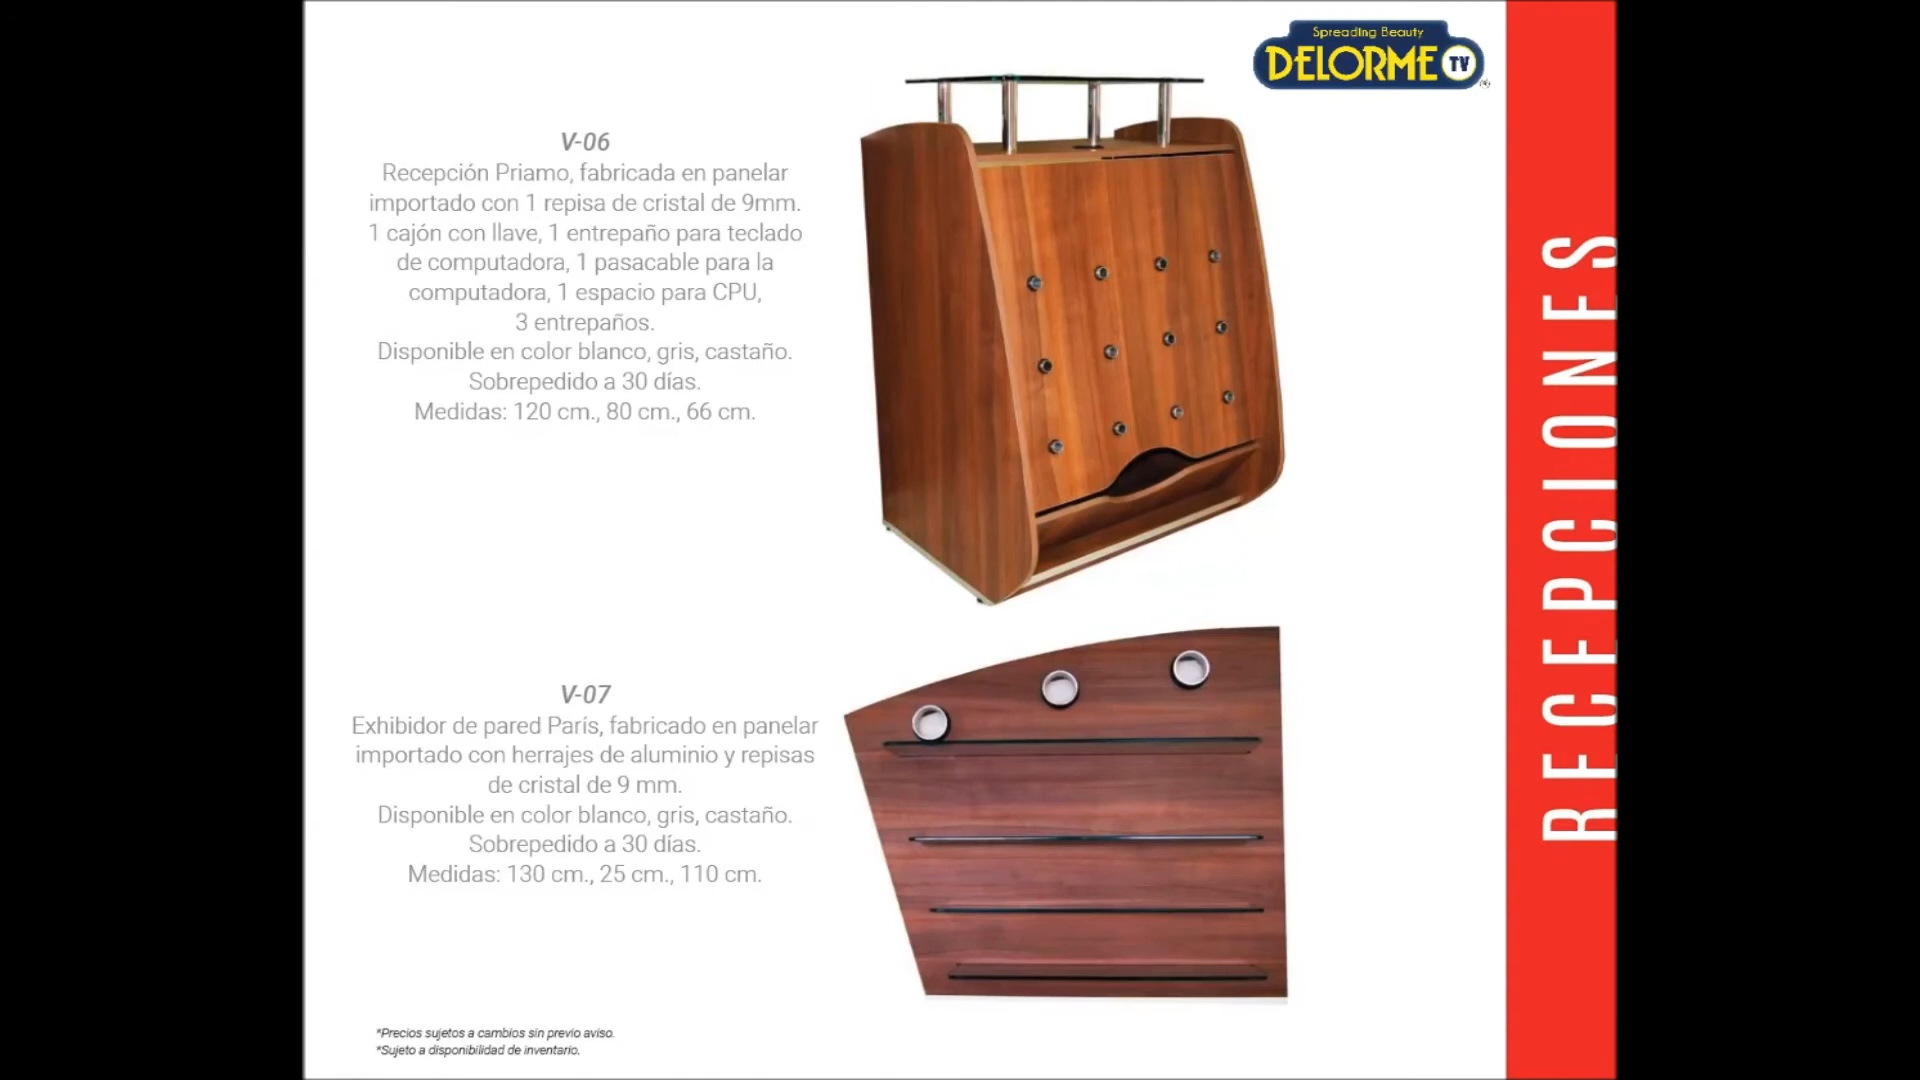 Spreading Beauty
DELORME TV
V-06
Recepción Priamo, fabricada en panelar
importado con 1 repisa de cristal de 9mm.
1 cajón con llave, 1 entrepaño para teclado
de computadora, 1 pasacable para la
computadora, 1 espacio para CPU,
3 entrepaños.
Disponible en color blanco, gris, castaño.
Sobrepedido a 30 días.
Medidas: 120 cm., 80 cm., 66 cm.
V-07
Exhibidor de pared París, fabricado en panelar
importado con herrajes de aluminio y repisas
de cristal de 9 mm.
Disponible en color blanco, gris, castaño.
Sobrepedido a 30 días.
Medidas: 130 cm., 25 cm., 110 cm.
*Precios sujetos a cambios sin previo aviso.
*Sujeto a disponibilidad de inventario.
RECEPCIONES